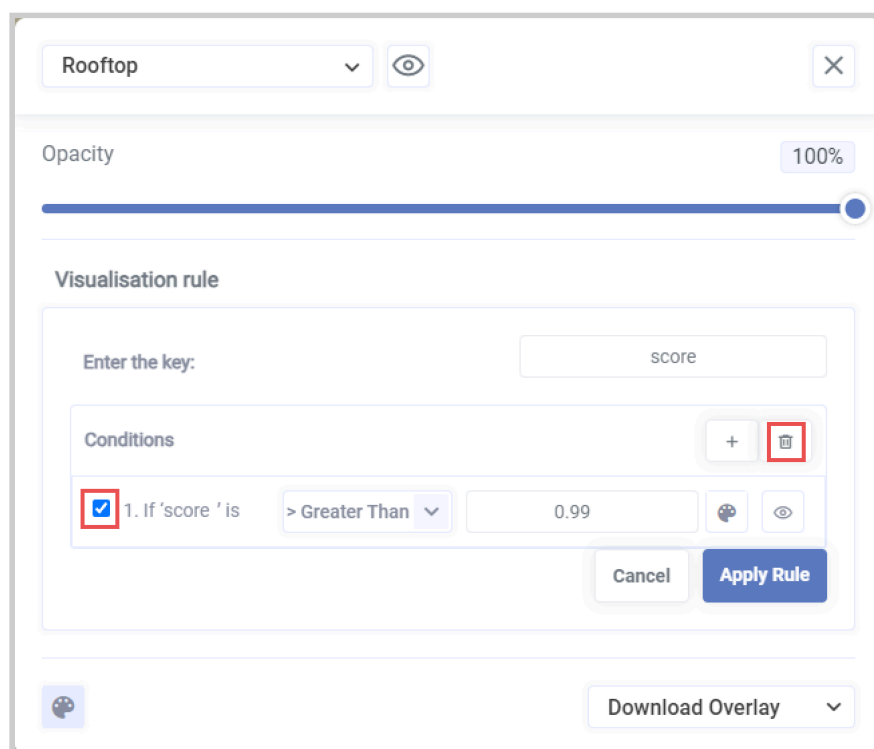 Rooftop
Opacity
100%
Visualisation rule
Enter the key:
score
Conditions
+
1. If ‘score ’ is
> Greater Than
0.99
Cancel
Apply Rule
Download Overlay